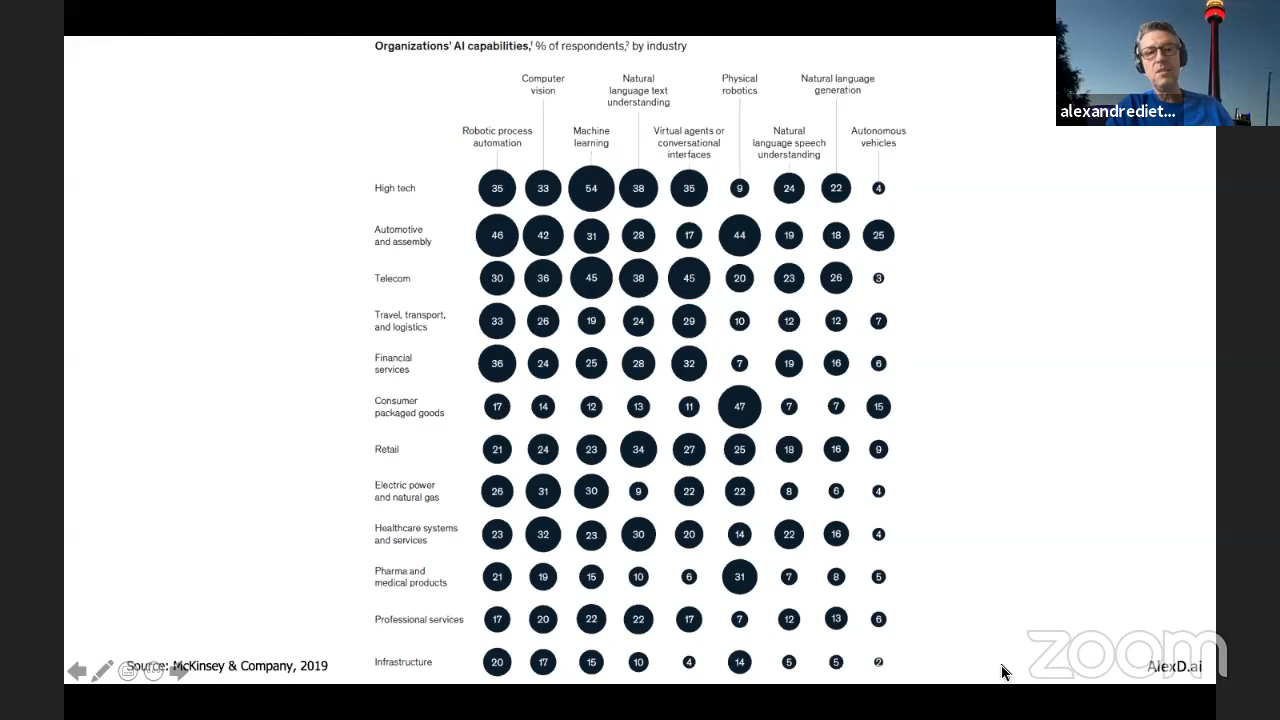 Organizations' AI capabilities,¹ % of respondents,² by industry
Computer vision
Natural language text understanding
Physical robotics
Natural language generation
Robotic process automation
Machine learning
Virtual agents or conversational interfaces
Natural language speech understanding
Autonomous vehicles
High tech 35 33 54 38 35 9 24 22 4
Automotive and assembly 46 42 31 28 17 44 19 18 25
Telecom 30 36 45 38 45 20 23 26 3
Travel, transport, and logistics 33 26 19 24 29 10 12 12 7
Financial services 36 24 25 28 32 7 19 16 6
Consumer packaged goods 17 14 12 13 11 47 7 7 15
Retail 21 24 23 34 27 25 18 16 9
Electric power and natural gas 26 31 30 9 22 22 8 6 4
Healthcare systems and services 23 32 23 30 20 14 22 16 4
Pharma and medical products 21 19 15 10 6 31 7 8 5
Professional services 17 20 22 22 17 7 12 13 6
Infrastructure 20 17 15 10 4 14 5 5 2
Source: McKinsey & Company, 2019
AlexD.ai
zoom
alexandrediet...